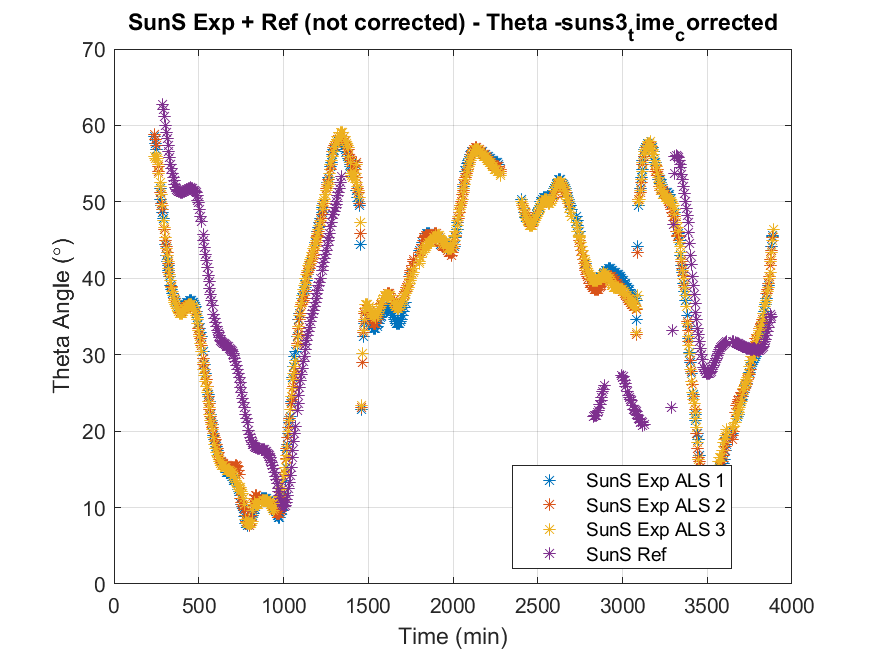 SunS Exp + Ref (not corrected) - Theta -suns3_time_corrected
70
60
50
40
30
20
10
0
Theta Angle (°)
SunS Exp ALS 1
SunS Exp ALS 2
SunS Exp ALS 3
SunS Ref
0 500 1000 1500 2000 2500 3000 3500 4000
Time (min)